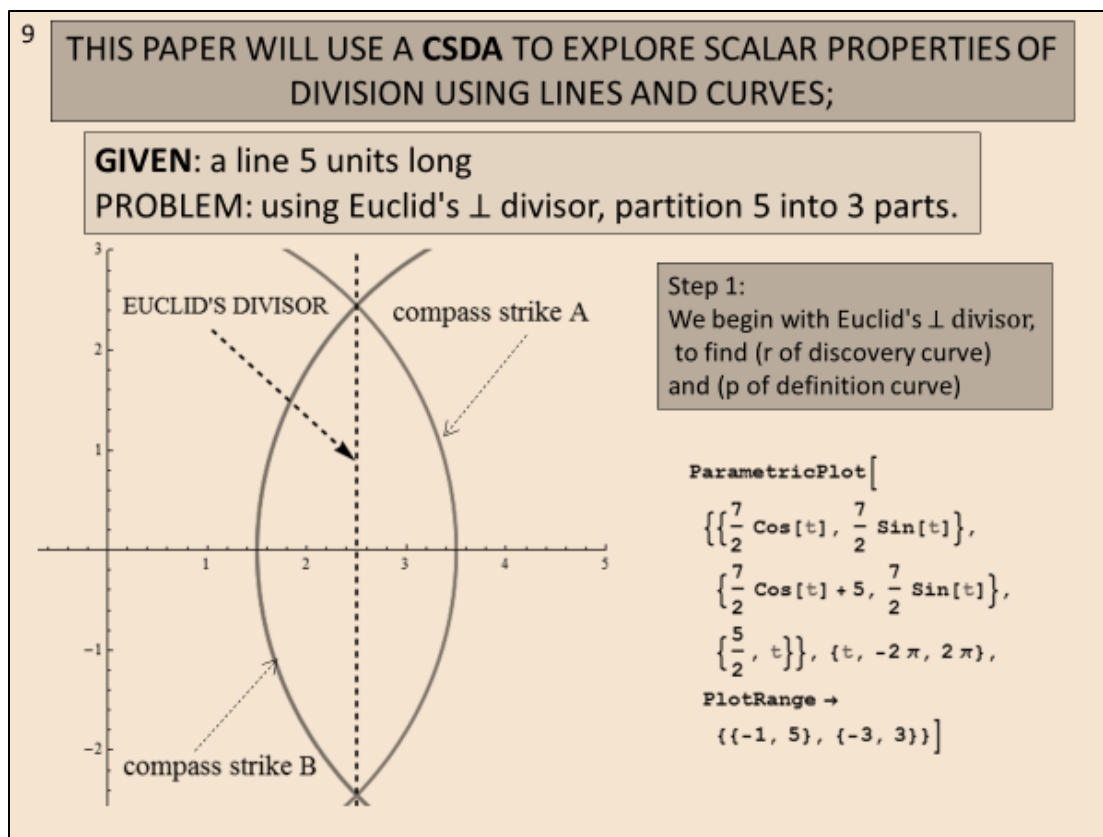 9
THIS PAPER WILL USE A CSDA TO EXPLORE SCALAR PROPERTIES OF
DIVISION USING LINES AND CURVES;
GIVEN: a line 5 units long
PROBLEM: using Euclid's ⊥ divisor, partition 5 into 3 parts.
3
EUCLID'S DIVISOR
compass strike A
2
1
1
2
3
4
5
-1
-2
compass strike B
Step 1:
We begin with Euclid's ⊥ divisor,
to find (r of discovery curve)
and (p of definition curve)
ParametricPlot[
{{7/2 Cos[t], 7/2 Sin[t]},
{7/2 Cos[t] + 5, 7/2 Sin[t]},
{5/2, t}}, {t, -2 π, 2 π},
PlotRange →
{{-1, 5}, {-3, 3}}]